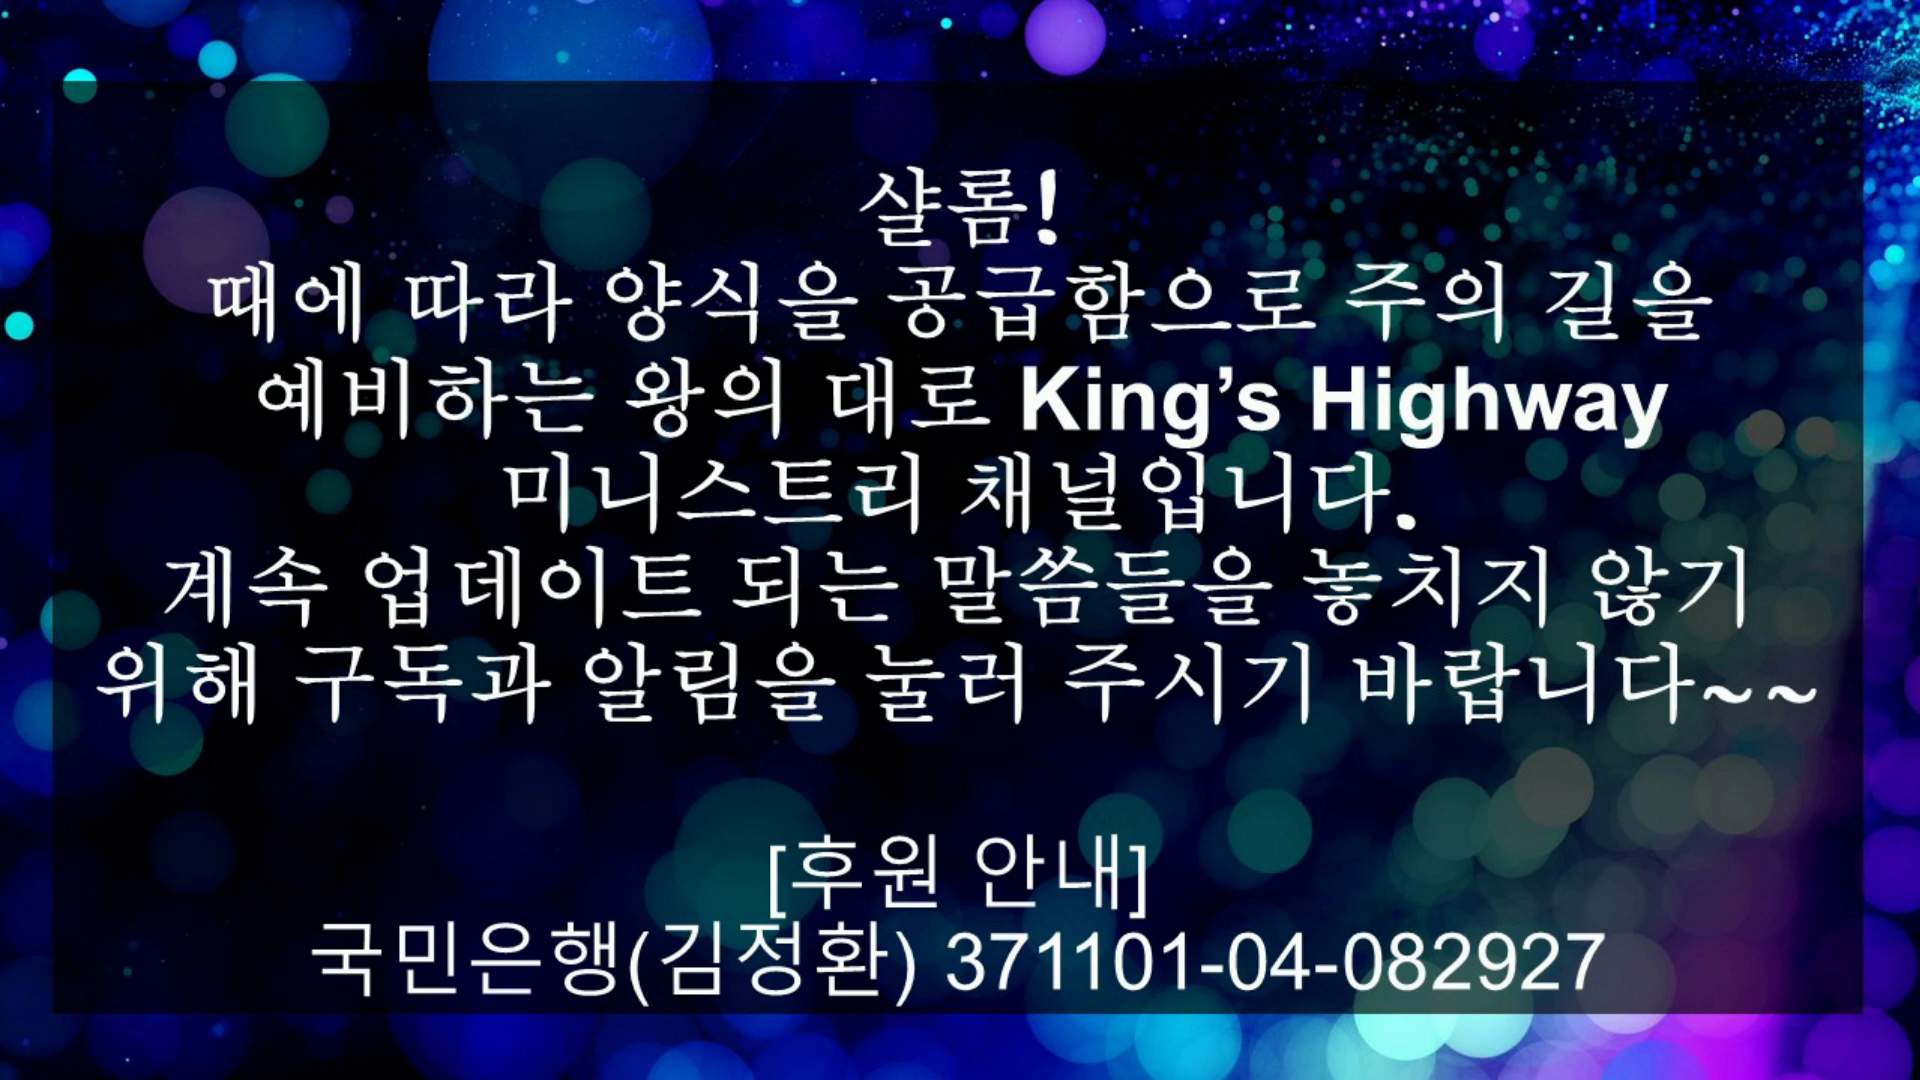 샬롬!
때에 따라 양식을 공급함으로 주의 길을
예비하는 왕의 대로 King’s Highway
미니스트리 채널입니다.
계속 업데이트 되는 말씀들을 놓치지 않기
위해 구독과 알림을 눌러 주시기 바랍니다~~
[후원 안내]
국민은행(김정환) 371101-04-082927